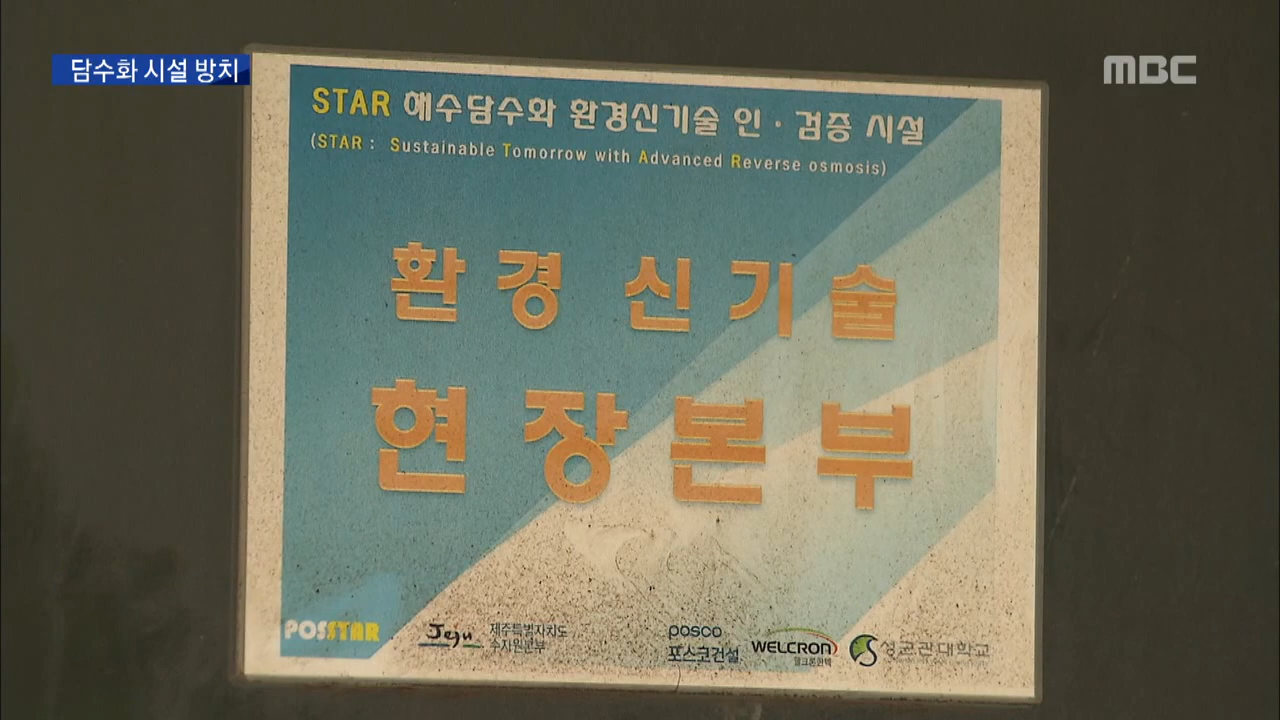 담수화 시설 방치
MBC
STAR 해수담수화 환경신기술 인·검증 시설
(STAR : Sustainable Tomorrow with Advanced Reverse osmosis)
환경 신기술
현장본부
POSSTAR
Jeju 제주특별자치도
수자원본부
posco
포스코건설
WELCRON
웰크론한텍
성균관대학교